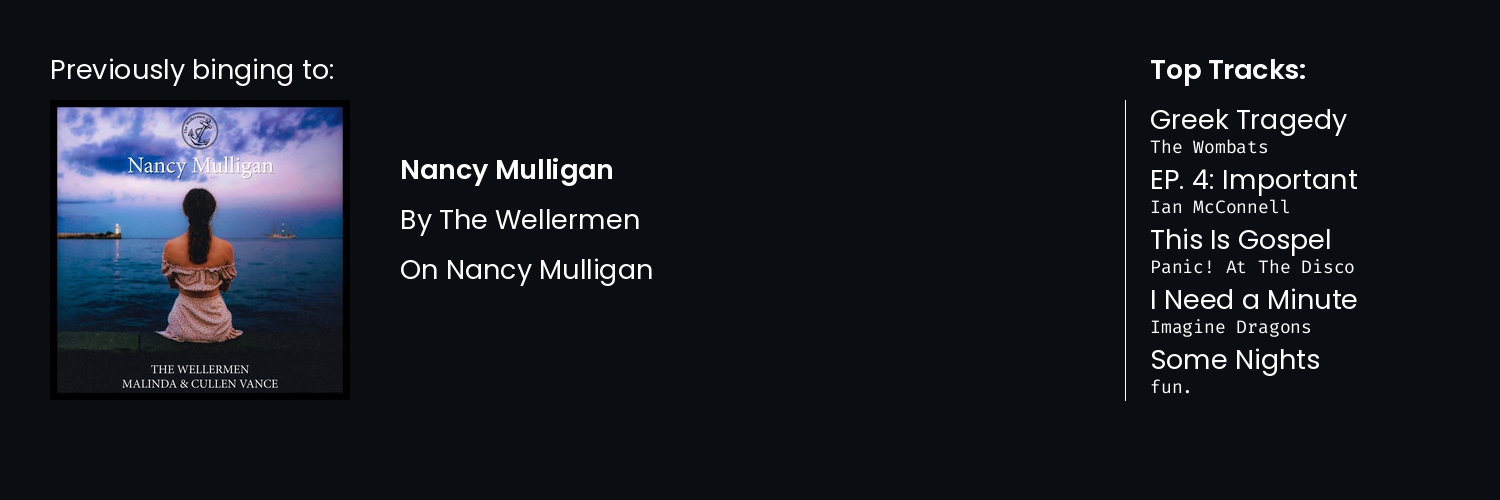 Previously binging to:
The Wellermen
Nancy Mulligan
THE WELLERMEN
MALINDA & CULLEN VANCE
Nancy Mulligan
By The Wellermen
On Nancy Mulligan
Top Tracks:
Greek Tragedy
The Wombats
EP. 4: Important
Ian McConnell
This Is Gospel
Panic! At The Disco
I Need a Minute
Imagine Dragons
Some Nights
fun.